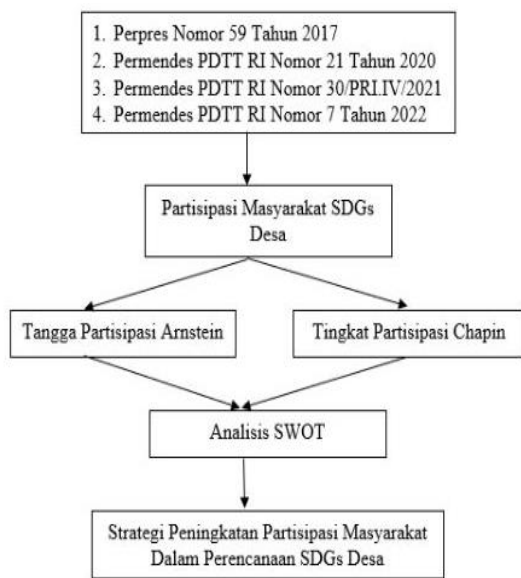 1. Perpres Nomor 59 Tahun 2017
2. Permendes PDTT RI Nomor 21 Tahun 2020
3. Permendes PDTT RI Nomor 30/PRI.IV/2021
4. Permendes PDTT RI Nomor 7 Tahun 2022
Partisipasi Masyarakat SDGs
Desa
Tangga Partisipasi Arnstein
Tingkat Partisipasi Chapin
Analisis SWOT
Strategi Peningkatan Partisipasi Masyarakat
Dalam Perencanaan SDGs Desa